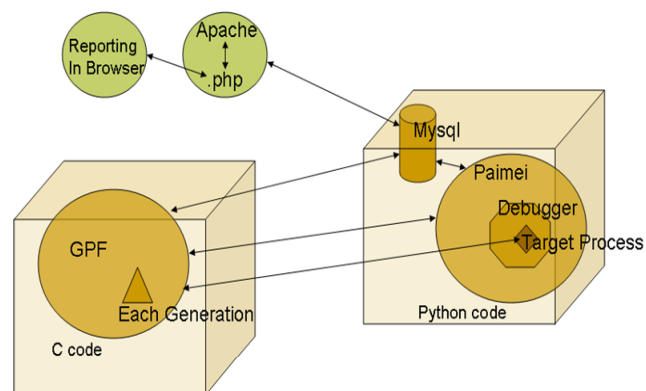 Reporting
In Browser
Apache
.php
Mysql
Paimei
Debugger
Target Process
Python code
GPF
Each Generation
C code